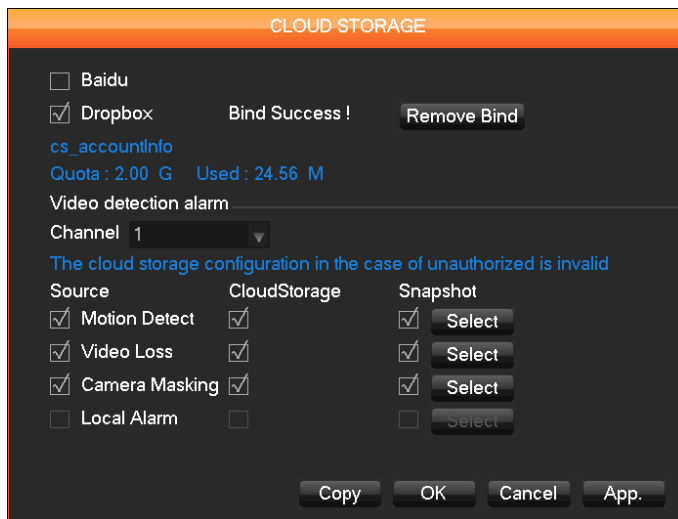 CLOUD STORAGE
Baidu
Dropbox Bind Success ! Remove Bind
cs_accountInfo
Quota : 2.00 G Used : 24.56 M
Video detection alarm
Channel 1
The cloud storage configuration in the case of unauthorized is invalid
Source CloudStorage Snapshot
Motion Detect Select
Video Loss Select
Camera Masking Select
Local Alarm Select
Copy OK Cancel App.